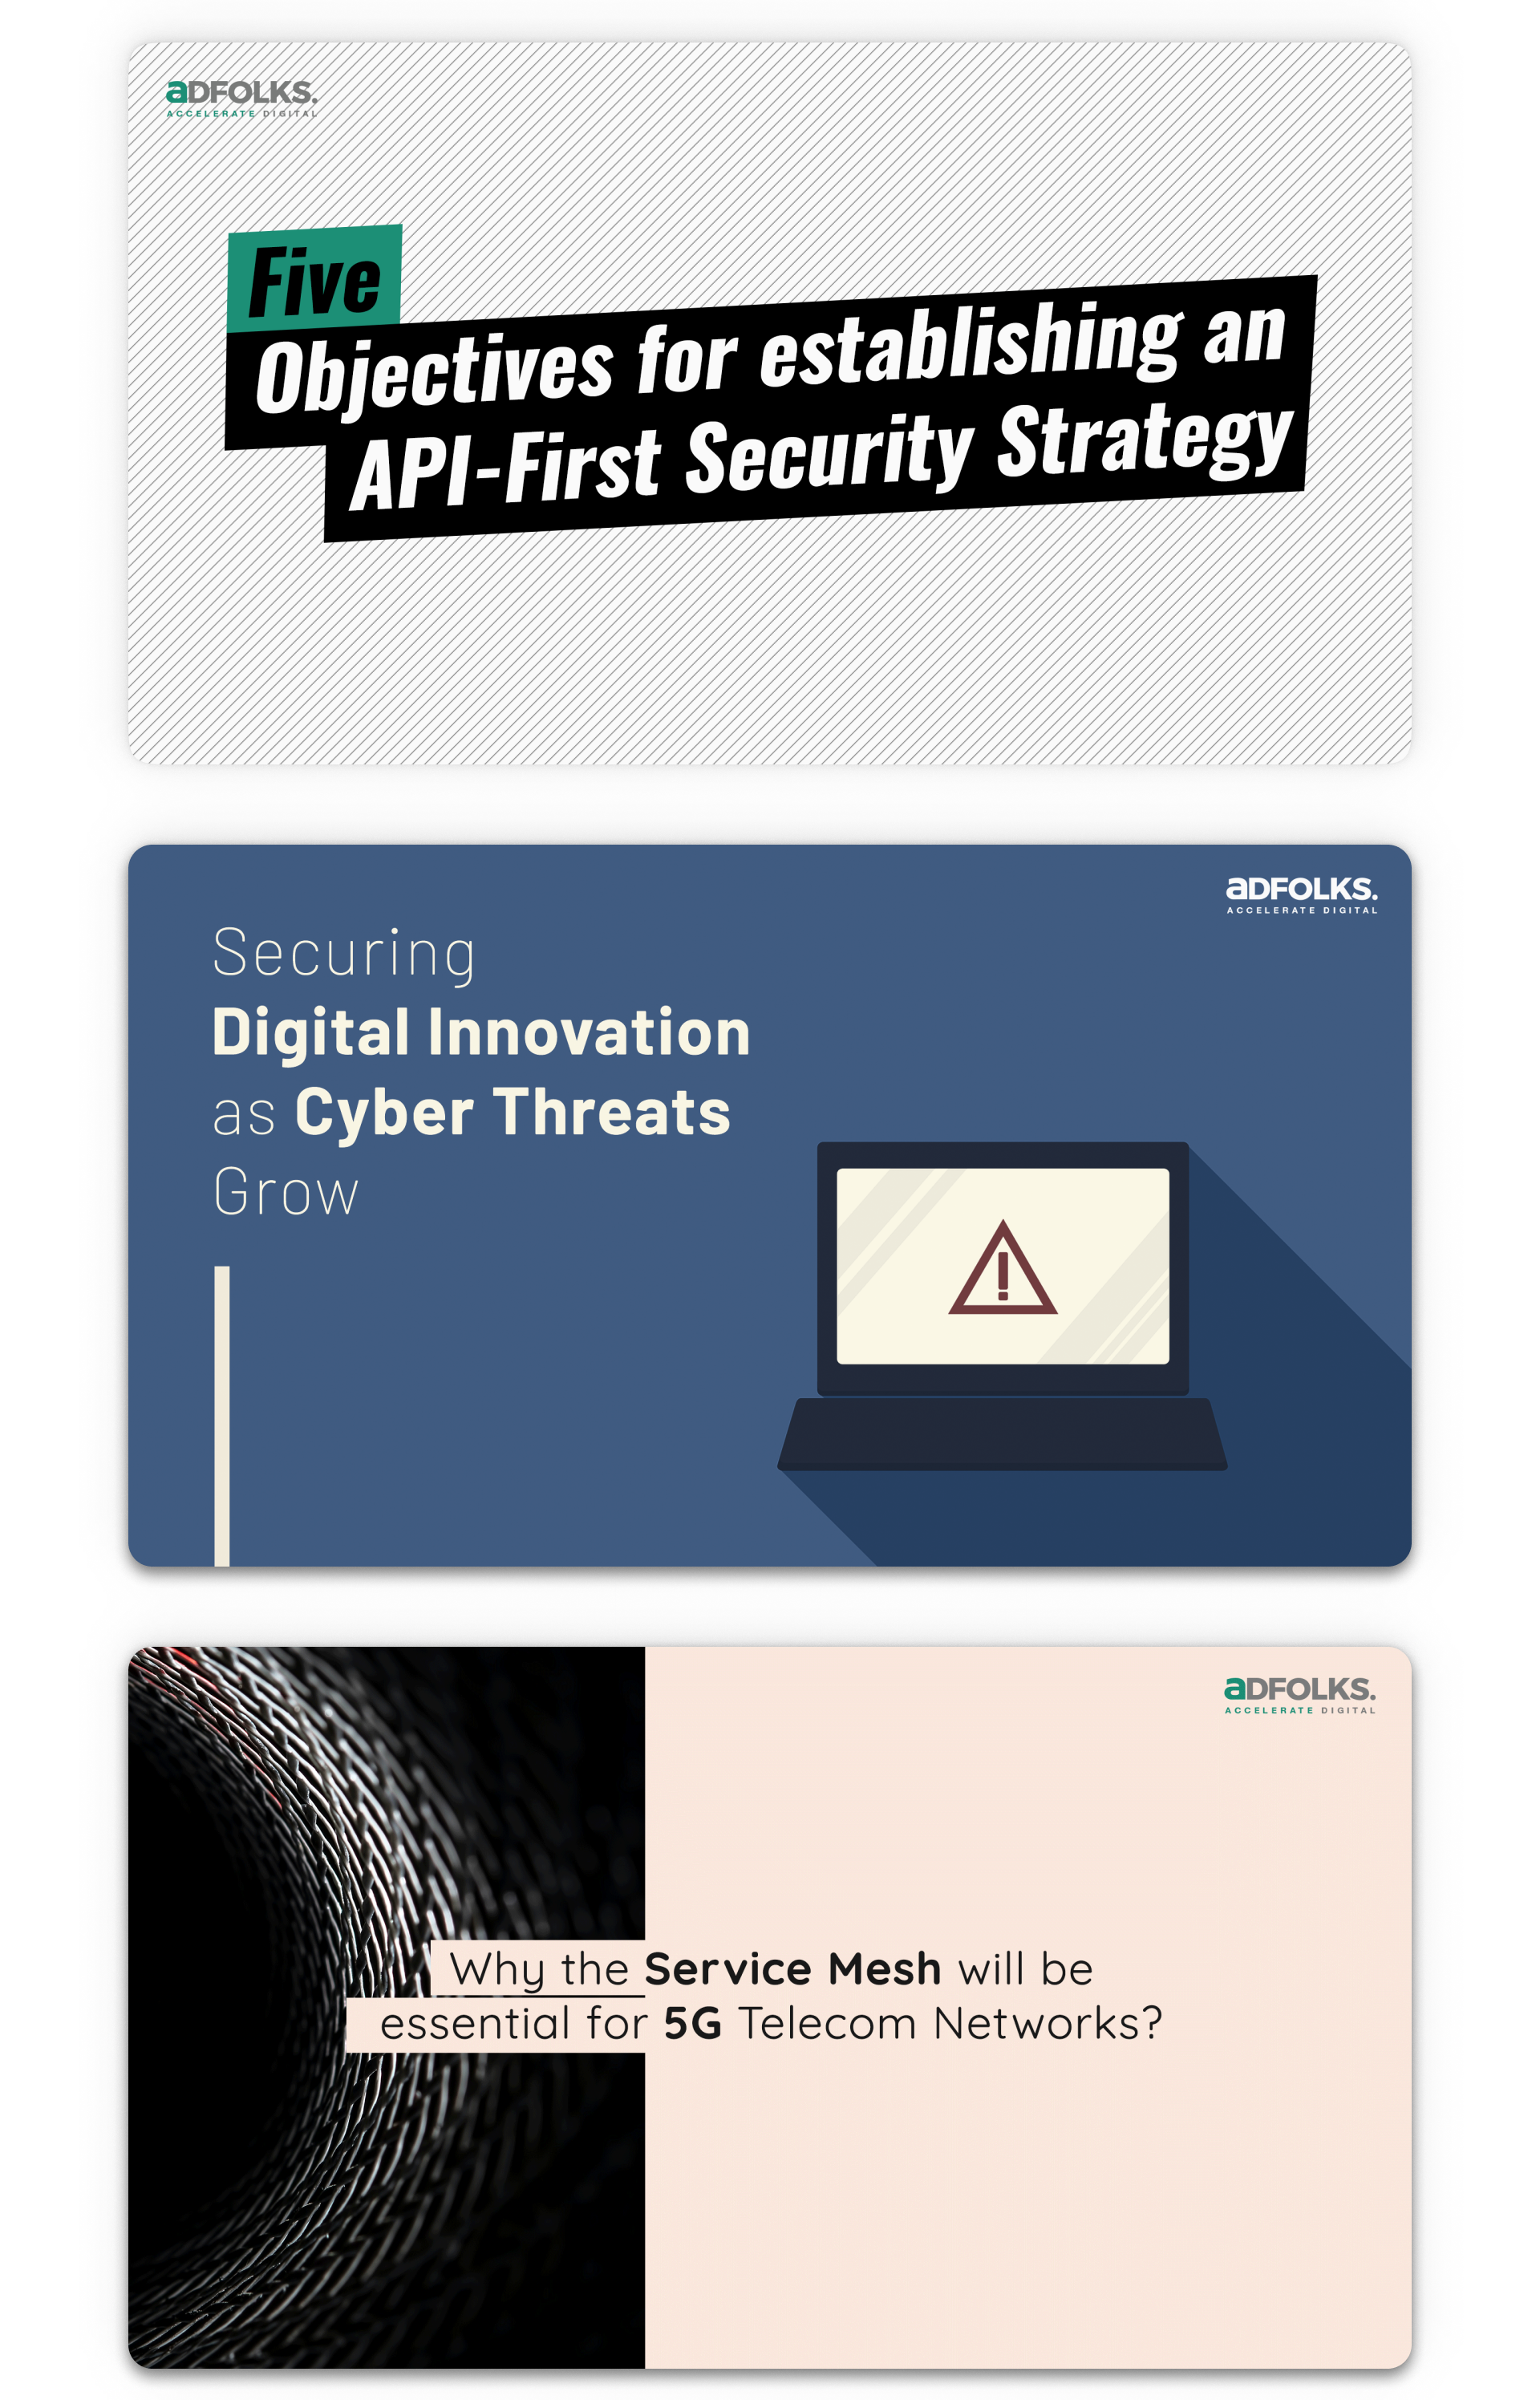 aDFOLKS.
ACCELERATE DIGITAL
Five
Objectives for establishing an
API-First Security Strategy
aDFOLKS.
ACCELERATE DIGITAL
Securing
Digital Innovation
as Cyber Threats
Grow
aDFOLKS.
ACCELERATE DIGITAL
Why the Service Mesh will be
essential for 5G Telecom Networks?